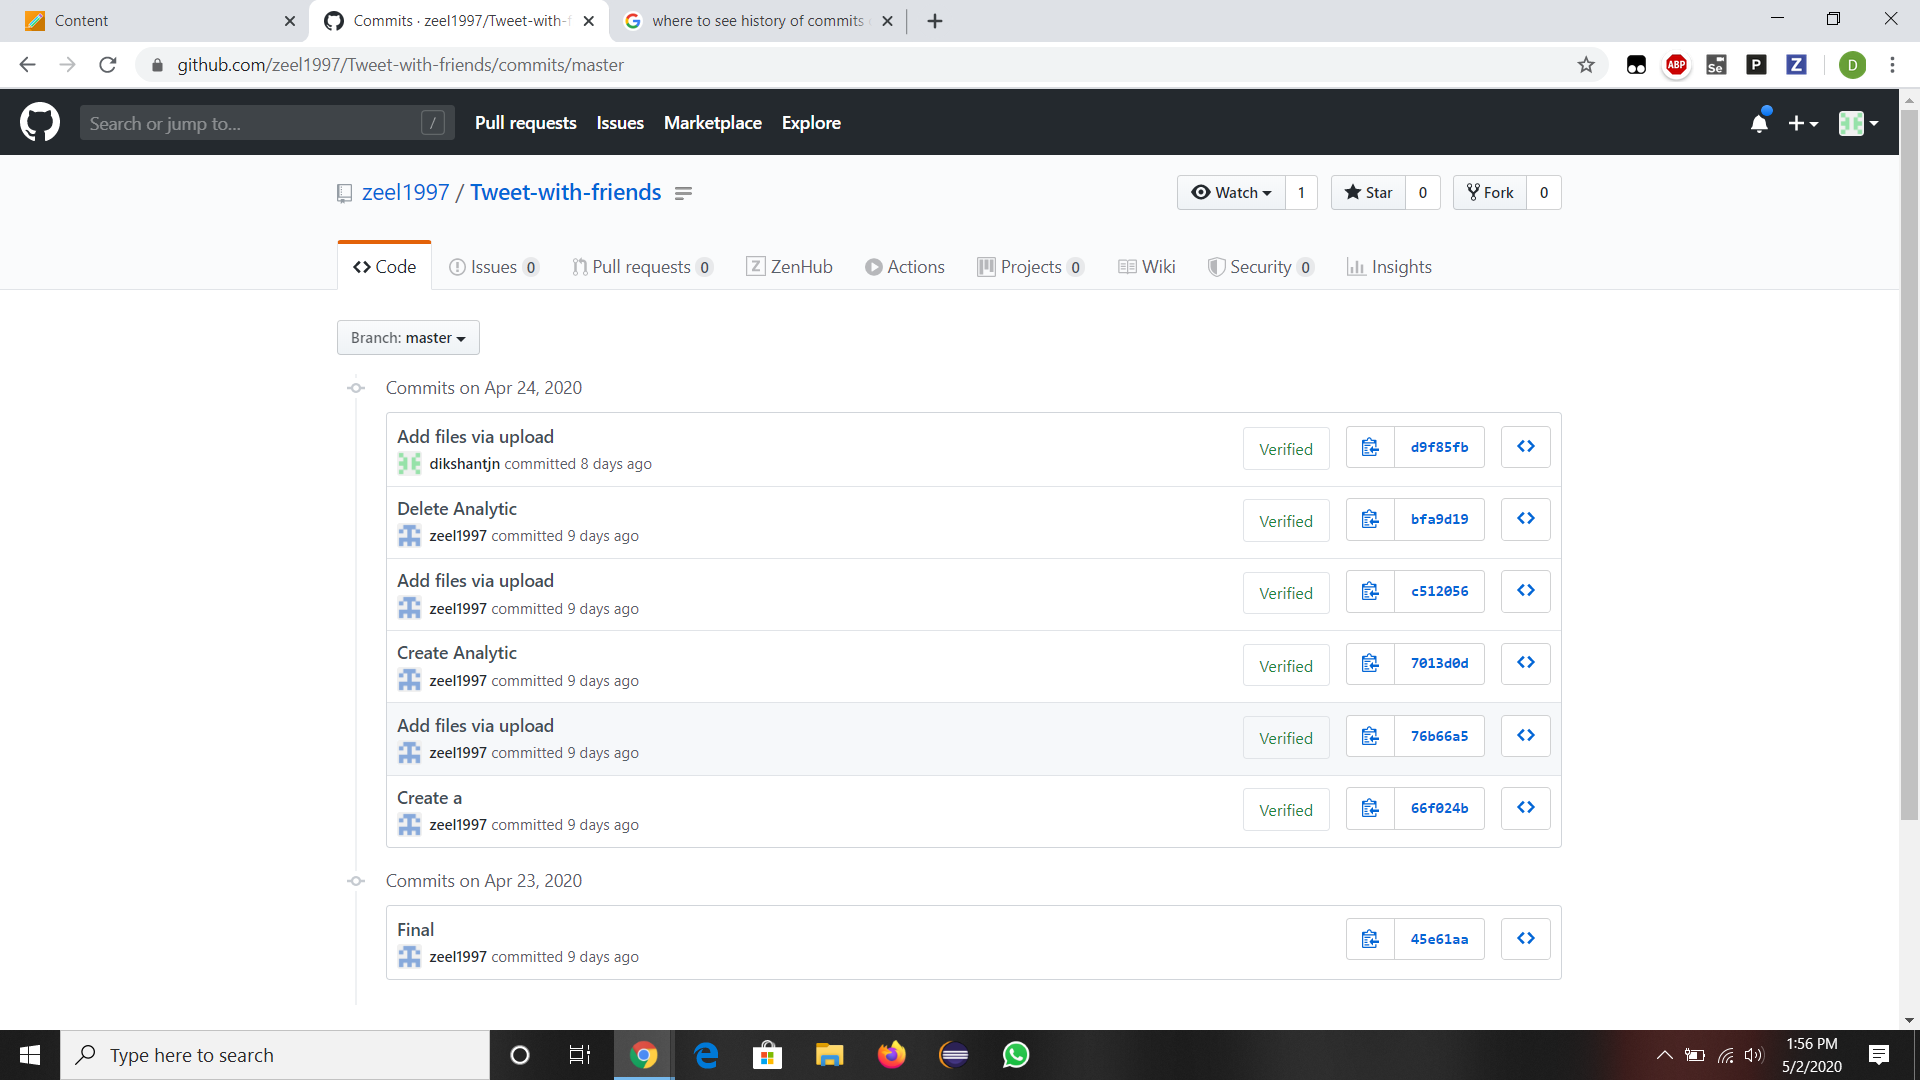 Content
Commits · zeel1997/Tweet-with-f
where to see history of commits
github.com/zeel1997/Tweet-with-friends/commits/master
ABP
Se
P
Z
D
Search or jump to...
/
Pull requests
Issues
Marketplace
Explore
zeel1997 / Tweet-with-friends
Watch 1
Star 0
Fork 0
Code
Issues 0
Pull requests 0
Z ZenHub
Actions
Projects 0
Wiki
Security 0
Insights
Branch: master
Commits on Apr 24, 2020
Add files via upload
dikshantjn committed 8 days ago
Verified
d9f85fb
Delete Analytic
zeel1997 committed 9 days ago
Verified
bfa9d19
Add files via upload
zeel1997 committed 9 days ago
Verified
c512056
Create Analytic
zeel1997 committed 9 days ago
Verified
7013d0d
Add files via upload
zeel1997 committed 9 days ago
Verified
76b66a5
Create a
zeel1997 committed 9 days ago
Verified
66f024b
Commits on Apr 23, 2020
Final
zeel1997 committed 9 days ago
45e61aa
Type here to search
1:56 PM
5/2/2020